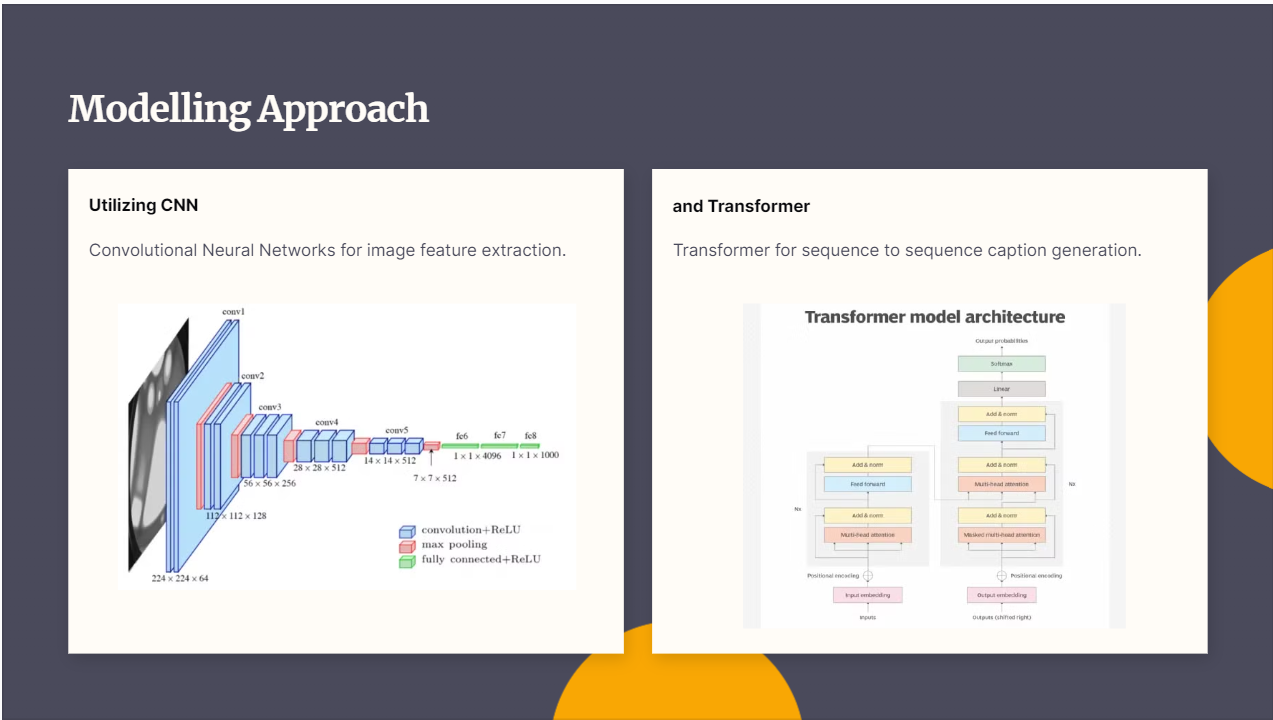 Modelling Approach
Utilizing CNN
Convolutional Neural Networks for image feature extraction.
conv1
conv2
conv3
conv4
conv5
fc6
fc7
fc8
1 × 1 × 4096
1 × 1 × 1000
14 × 14 × 512
28 × 28 × 512
7 × 7 × 512
56 × 56 × 256
112 × 112 × 128
224 × 224 × 64
convolution+ReLU
max pooling
fully connected+ReLU
and Transformer
Transformer for sequence to sequence caption generation.
Transformer model architecture
Output probabilities
Softmax
Linear
Add & norm
Feed forward
Add & norm
Multi-head attention
Nx
Add & norm
Masked multi-head attention
Positional encoding
Output embedding
Outputs (shifted right)
Add & norm
Feed forward
Nx
Add & norm
Multi-head attention
Positional encoding
Input embedding
Inputs